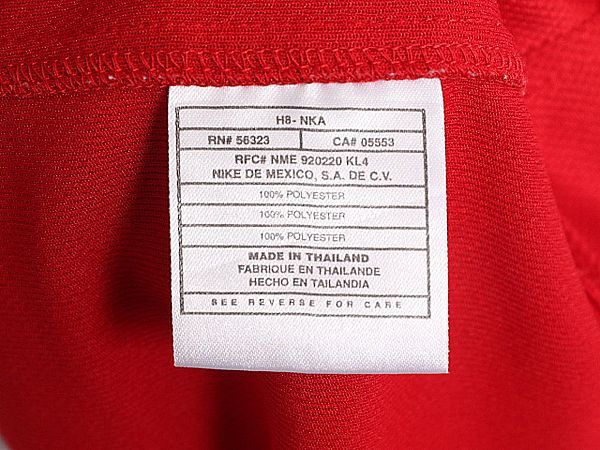 H8- NKA
RN# 56323 CA# 05553
RFC# NME 920220 KL4
NIKE DE MEXICO, S.A. DE C.V.
100% POLYESTER
100% POLYESTER
100% POLYESTER
MADE IN THAILAND
FABRIQUE EN THAILANDE
HECHO EN TAILANDIA
SEE REVERSE FOR CARE